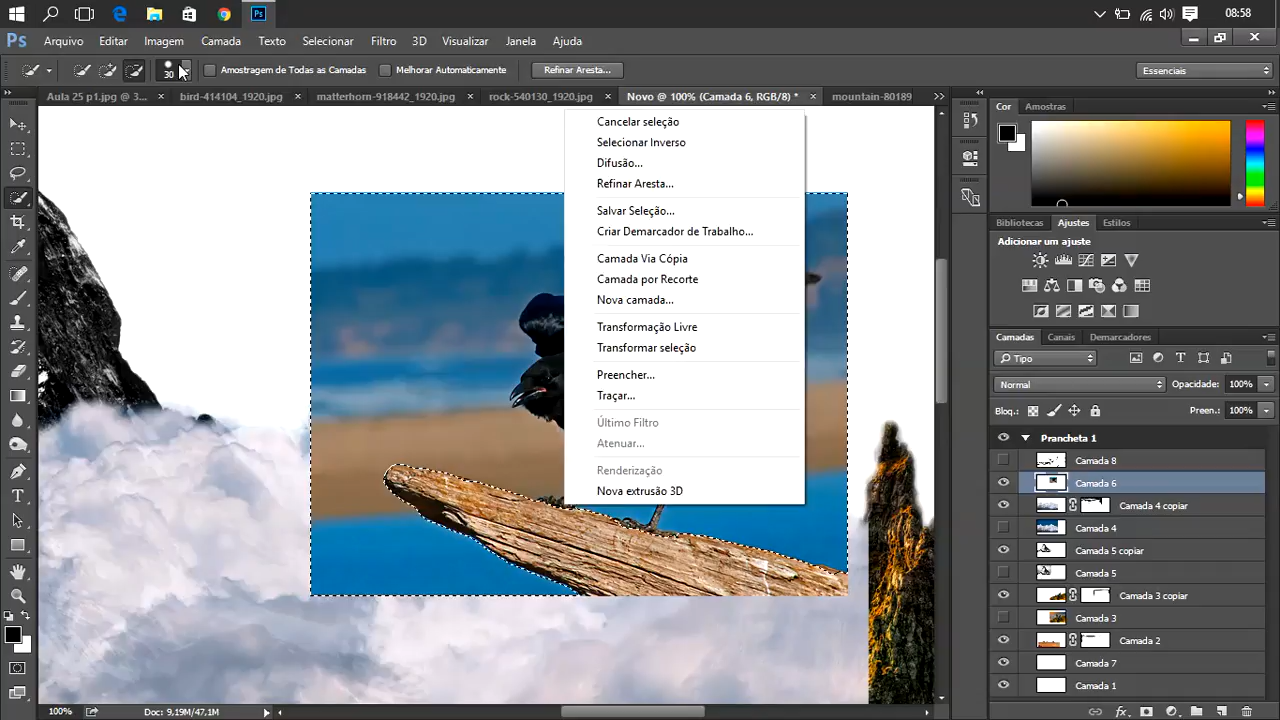 08:58
Ps Arquivo Editar Imagem Camada Texto Selecionar Filtro 3D Visualizar Janela Ajuda
30 Amostragem de Todas as Camadas Melhorar Automaticamente Refinar Aresta... Essenciais
Aula 25 p1.jpg @ 3... × bird-414104_1920.jpg × matterhorn-918442_1920.jpg × rock-540130_1920.jpg × Novo @ 100% (Camada 6, RGB/8) * × mountain-80189
Cancelar seleção
Selecionar Inverso
Difusão...
Refinar Aresta...
Salvar Seleção...
Criar Demarcador de Trabalho...
Camada Via Cópia
Camada por Recorte
Nova camada...
Transformação Livre
Transformar seleção
Preencher...
Traçar...
Último Filtro
Atenuar...
Renderização
Nova extrusão 3D
Cor Amostras
Bibliotecas Ajustes Estilos
Adicionar um ajuste
Camadas Canais Demarcadores
Tipo
Normal Opacidade: 100%
Bloq.: Preen.: 100%
Prancheta 1
Camada 8
Camada 6
Camada 4 copiar
Camada 4
Camada 5 copiar
Camada 5
Camada 3 copiar
Camada 3
Camada 2
Camada 7
Camada 1
100% Doc: 9,19M/47,1M